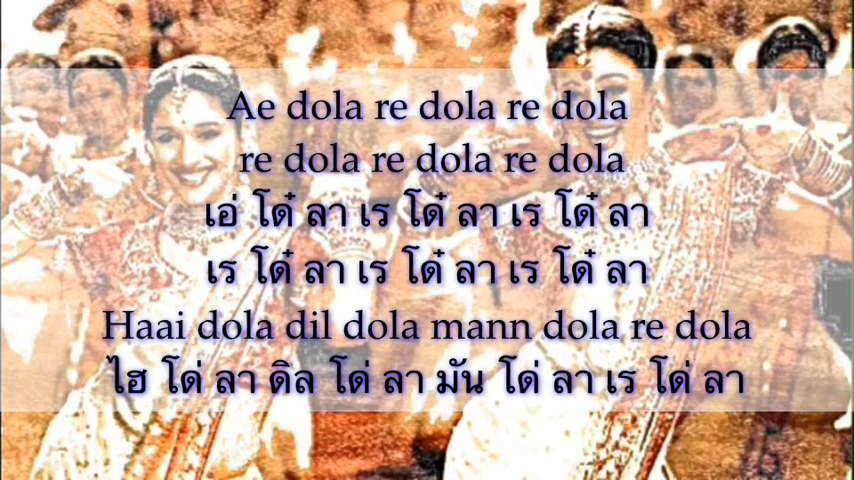 Ae dola re dola re dola
re dola re dola re dola
เอ่ โด๋ ลา เร โด๋ ลา เร โด๋ ลา
เร โด๋ ลา เร โด๋ ลา เร โด๋ ลา
Haai dola dil dola mann dola re dola
ไฮ โด่ ลา ดิล โด่ ลา มัน โด่ ลา เร โด่ ลา